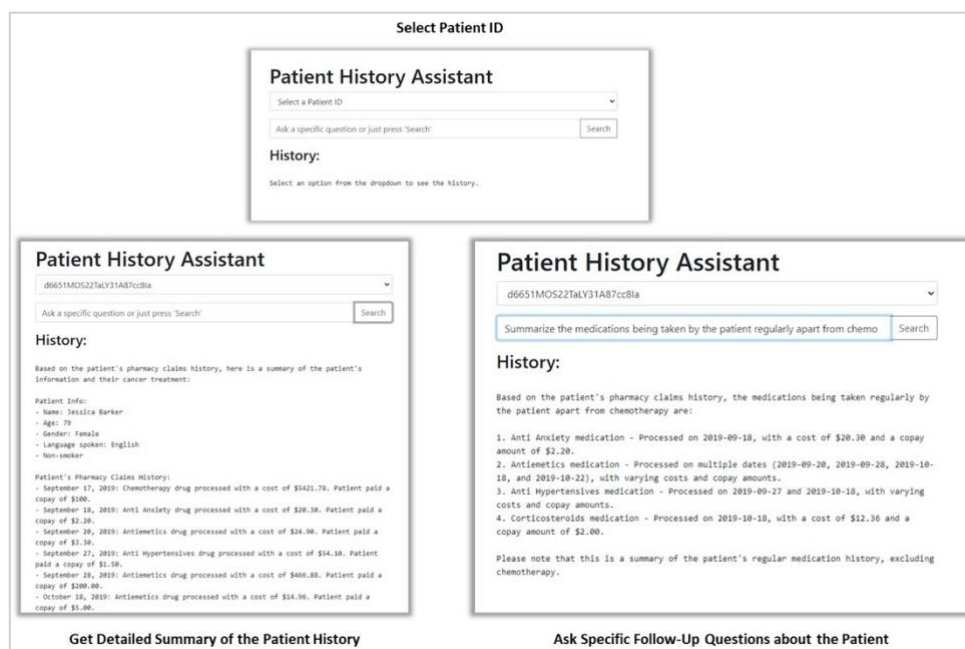 Select Patient ID
Patient History Assistant
Select a Patient ID
Ask a specific question or just press 'Search'
Search
History:
Select an option from the dropdown to see the history.
Patient History Assistant
d6651MOS22TaLY31A87cc8la
Ask a specific question or just press 'Search'
Search
History:
Based on the patient's pharmacy claims history, here is a summary of the patient's
information and their cancer treatment:
Patient Info:
- Name: Jessica Barker
- Age: 79
- Gender: Female
- Language spoken: English
- Non-smoker
Patient's Pharmacy Claims History:
- September 17, 2019: Chemotherapy drug processed with a cost of $5421.78. Patient paid a
copay of $100.
- September 18, 2019: Anti Anxiety drug processed with a cost of $20.30. Patient paid a
copay of $2.20.
- September 20, 2019: Antiemetics drug processed with a cost of $24.90. Patient paid a
copay of $3.30.
- September 27, 2019: Anti Hypertensives drug processed with a cost of $54.10. Patient
paid a copay of $1.50.
- September 28, 2019: Antiemetics drug processed with a cost of $466.88. Patient paid a
copay of $200.00.
- October 18, 2019: Antiemetics drug processed with a cost of $14.96. Patient paid a
copay of $5.00.
Get Detailed Summary of the Patient History
Patient History Assistant
d6651MOS22TaLY31A87cc8la
Summarize the medications being taken by the patient regularly apart from chemo
Search
History:
Based on the patient's pharmacy claims history, the medications being taken regularly by
the patient apart from chemotherapy are:
1. Anti Anxiety medication - Processed on 2019-09-18, with a cost of $20.30 and a copay
amount of $2.20.
2. Antiemetics medication - Processed on multiple dates (2019-09-20, 2019-09-28, 2019-10-
18, and 2019-10-22), with varying costs and copay amounts.
3. Anti Hypertensives medication - Processed on 2019-09-27 and 2019-10-18, with varying
costs and copay amounts.
4. Corticosteroids medication - Processed on 2019-10-18, with a cost of $12.36 and a
copay amount of $2.00.
Please note that this is a summary of the patient's regular medication history, excluding
chemotherapy.
Ask Specific Follow-Up Questions about the Patient